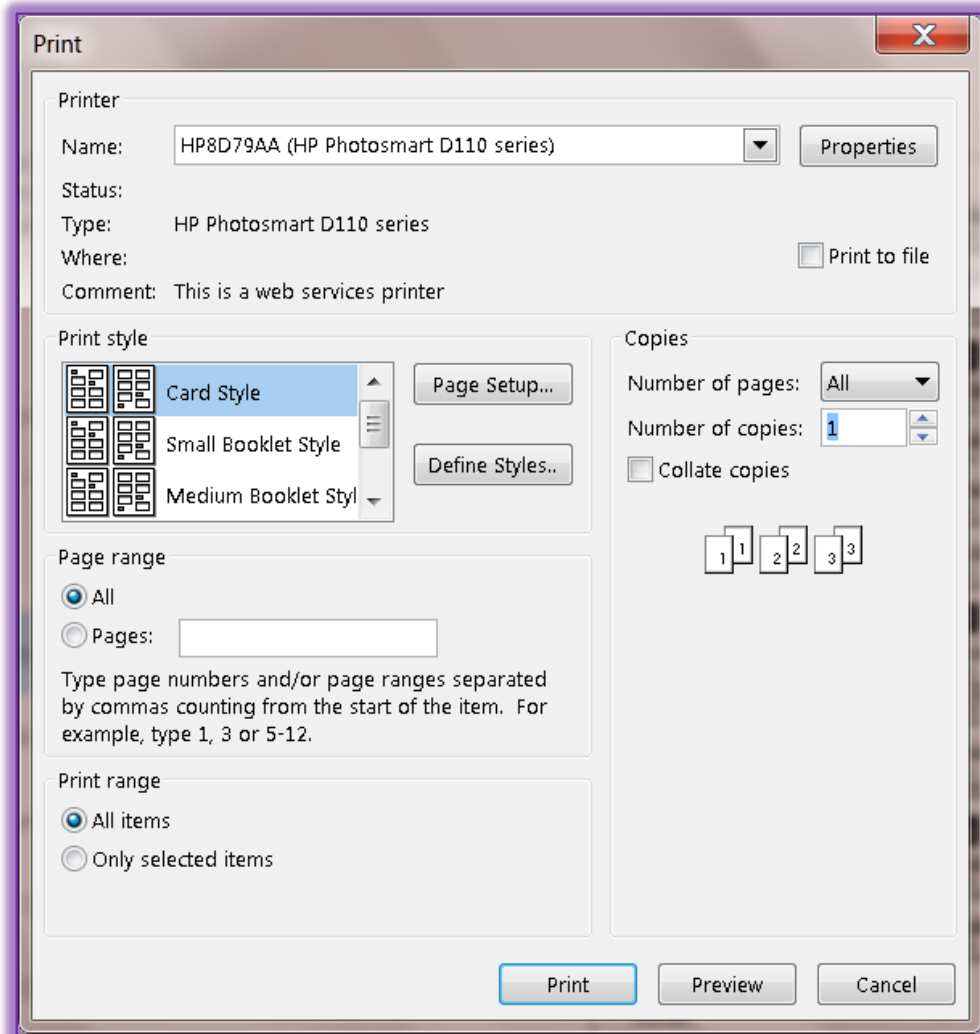 Print
Printer
Name: HP8D79AA (HP Photosmart D110 series) Properties
Status:
Type: HP Photosmart D110 series
Where: Print to file
Comment: This is a web services printer
Print style
Card Style
Small Booklet Style
Medium Booklet Styl
Page Setup...
Define Styles..
Copies
Number of pages: All
Number of copies: 1
Collate copies
1 1 2 2 3 3
Page range
All
Pages:
Type page numbers and/or page ranges separated
by commas counting from the start of the item.  For
example, type 1, 3 or 5-12.
Print range
All items
Only selected items
Print Preview Cancel